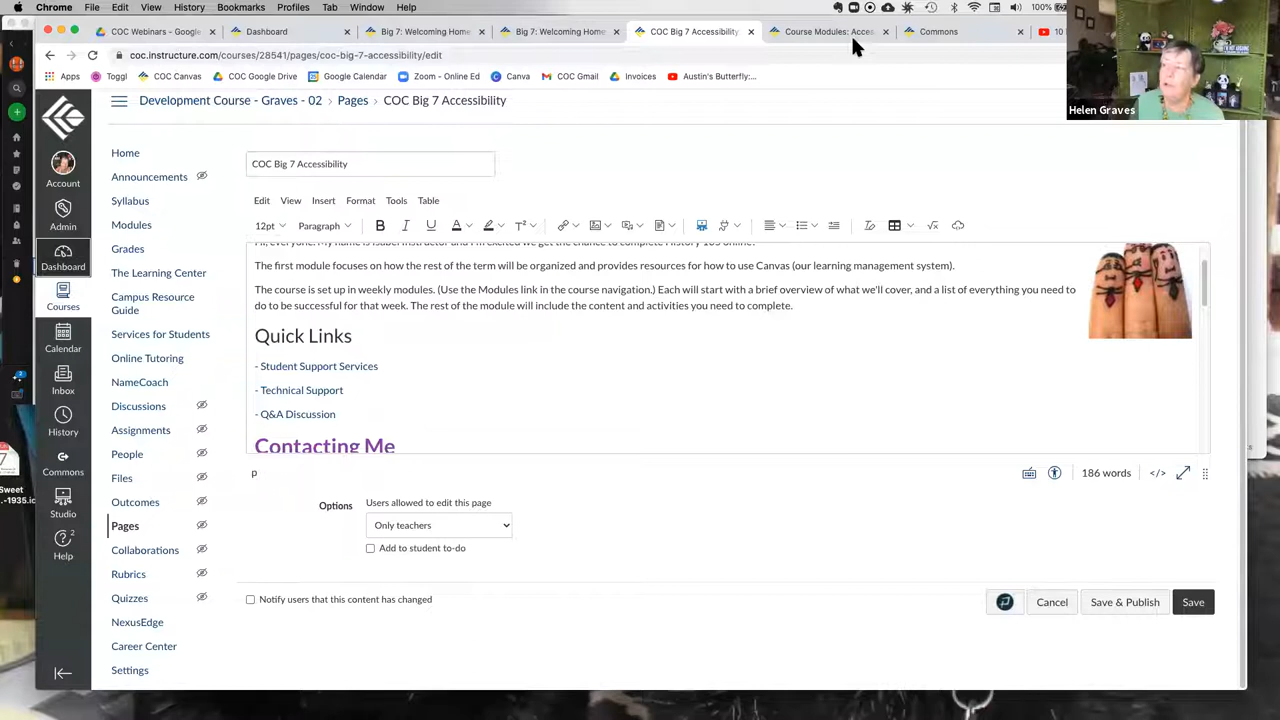 Chrome File Edit View History Bookmarks Profiles Tab Window Help
100%
COC Webinars - Google
Dashboard
Big 7: Welcoming Home
Big 7: Welcoming Home
COC Big 7 Accessibility
Course Modules: Acces
Commons
10
coc.instructure.com/courses/28541/pages/coc-big-7-accessibility/edit
Apps Toggl COC Canvas COC Google Drive Google Calendar Zoom - Online Ed Canva COC Gmail Invoices Austin's Butterfly:...
Helen Graves
Development Course - Graves - 02 › Pages › COC Big 7 Accessibility
Account
Admin
Dashboard
Courses
Calendar
Inbox
History
Commons
Studio
2
Help
Home
Announcements
Syllabus
Modules
Grades
The Learning Center
Campus Resource
Guide
Services for Students
Online Tutoring
NameCoach
Discussions
Assignments
People
Files
Outcomes
Pages
Collaborations
Rubrics
Quizzes
NexusEdge
Career Center
Settings
COC Big 7 Accessibility
Edit View Insert Format Tools Table
12pt Paragraph B I U A T²
Hi, everyone! My name is Isabel Instructor and I'm excited we get the chance to complete History 105 online!
The first module focuses on how the rest of the term will be organized and provides resources for how to use Canvas (our learning management system).
The course is set up in weekly modules. (Use the Modules link in the course navigation.) Each will start with a brief overview of what we'll cover, and a list of everything you need to
do to be successful for that week. The rest of the module will include the content and activities you need to complete.
Quick Links
- Student Support Services
- Technical Support
- Q&A Discussion
Contacting Me
p
186 words </>
Options
Users allowed to edit this page
Only teachers
Add to student to-do
Notify users that this content has changed
Cancel
Save & Publish
Save
2
7
Sweet
-1935.ic